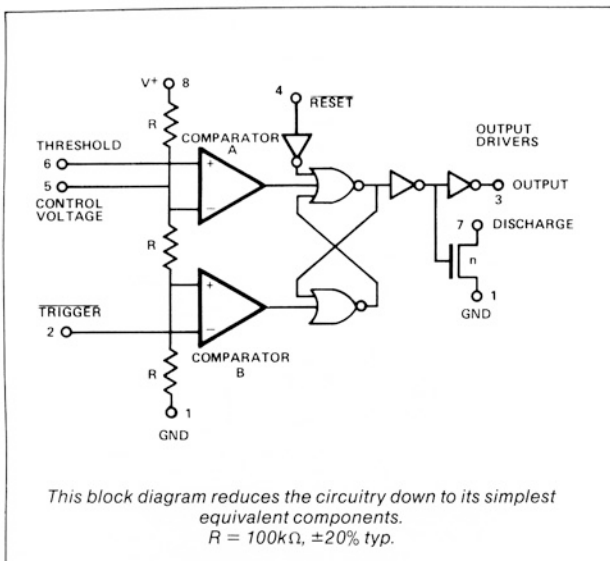 V+ 8
R
THRESHOLD
6
5
CONTROL
VOLTAGE
COMPARATOR
A
+
−
4
RESET
OUTPUT
DRIVERS
OUTPUT
3
7 DISCHARGE
n
1
GND
R
+
−
TRIGGER
2
COMPARATOR
B
R
1
GND
This block diagram reduces the circuitry down to its simplest
equivalent components.
R = 100kΩ, ±20% typ.